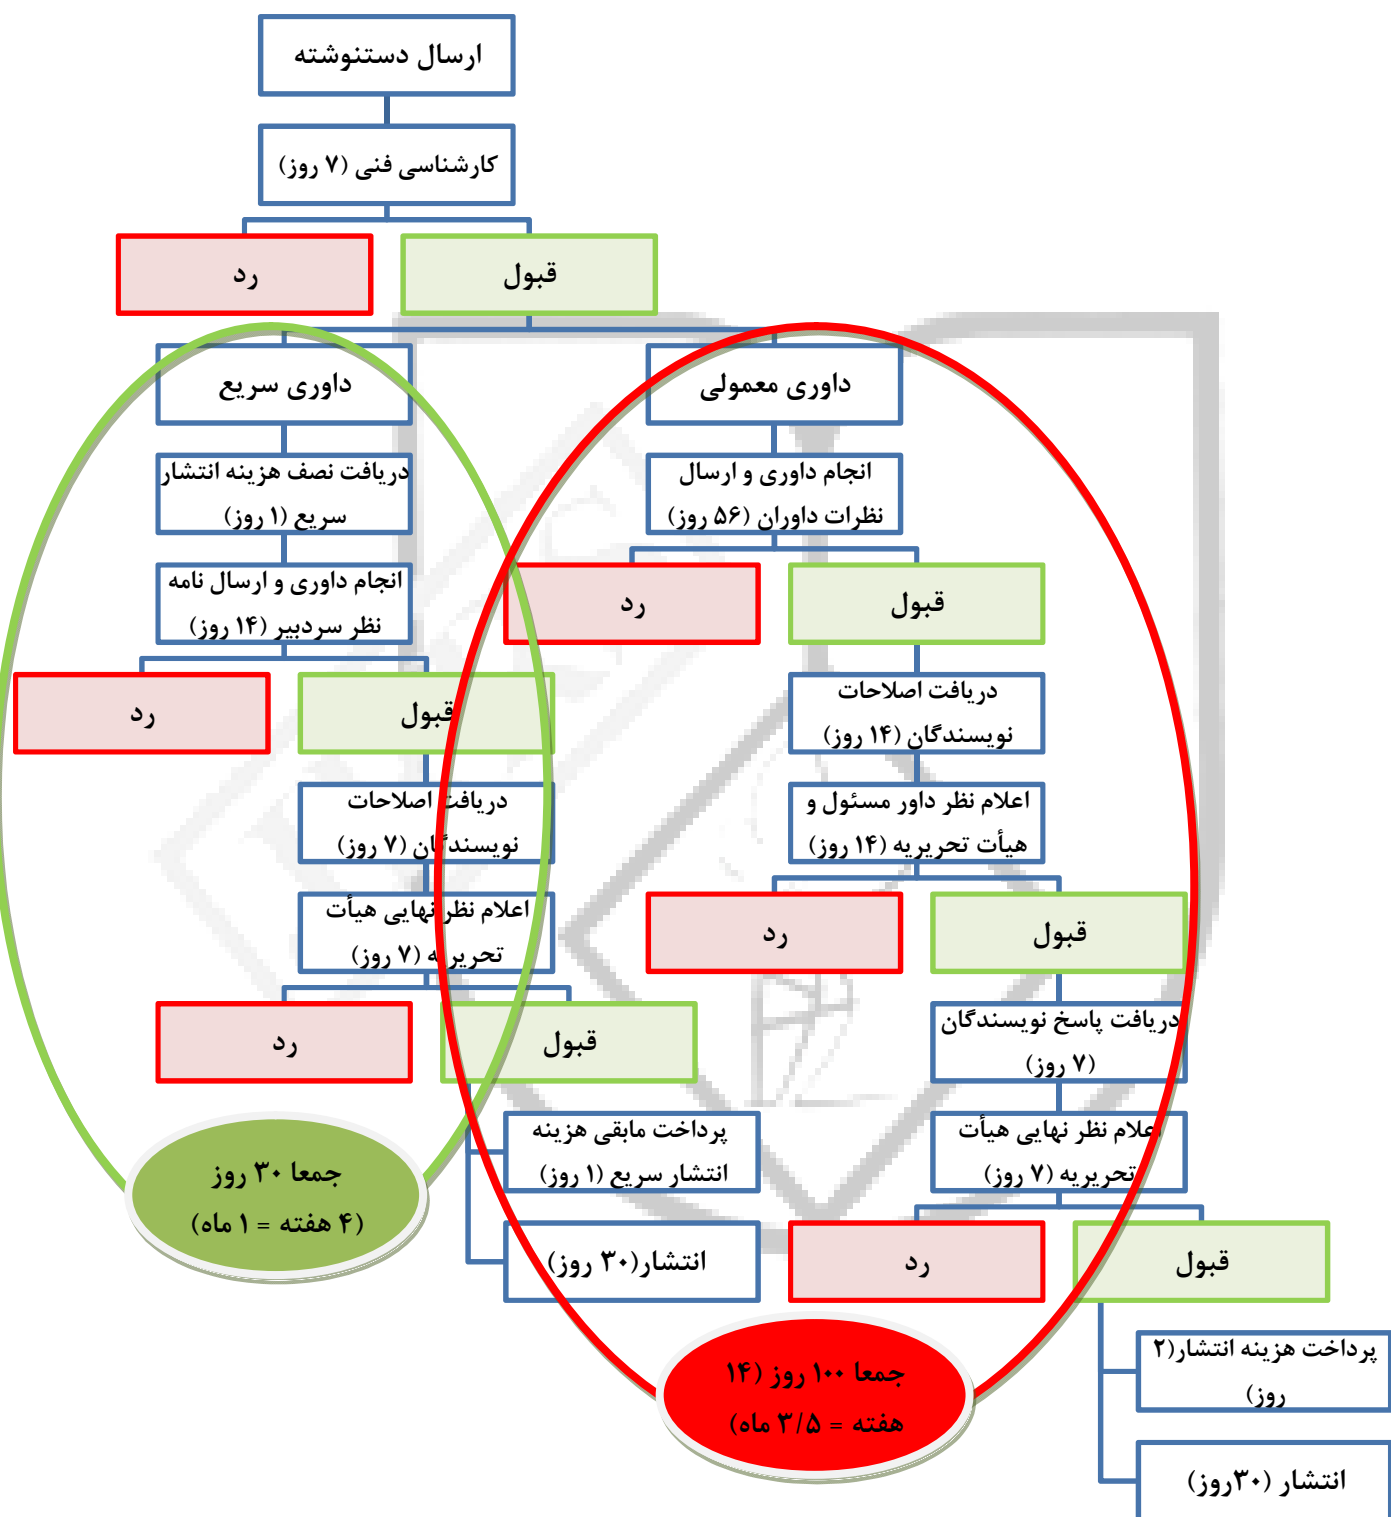 ارسال دستنوشته
کارشناسی فنی (۷ روز)
قبول
رد
داوری معمولی
انجام داوری و ارسال
نظرات داوران (۵۶ روز)
قبول
رد
دریافت اصلاحات
نویسندگان (۱۴ روز)
اعلام نظر داور مسئول و
هیأت تحریریه (۱۴ روز)
قبول
رد
دریافت پاسخ نویسندگان
(۷ روز)
اعلام نظر نهایی هیأت
تحریریه (۷ روز)
قبول
رد
پرداخت هزینه انتشار(۲
روز)
انتشار (۳۰روز)
جمعا ۱۰۰ روز (۱۴
هفته = ۳/۵ ماه)
داوری سریع
دریافت نصف هزینه انتشار
سریع (۱ روز)
انجام داوری و ارسال نامه
نظر سردبیر (۱۴ روز)
قبول
رد
دریافت اصلاحات
نویسندگان (۷ روز)
اعلام نظر نهایی هیأت
تحریریه (۷ روز)
قبول
رد
پرداخت مابقی هزینه
انتشار سریع (۱ روز)
انتشار(۳۰ روز)
جمعا ۳۰ روز
(۴ هفته = ۱ ماه)